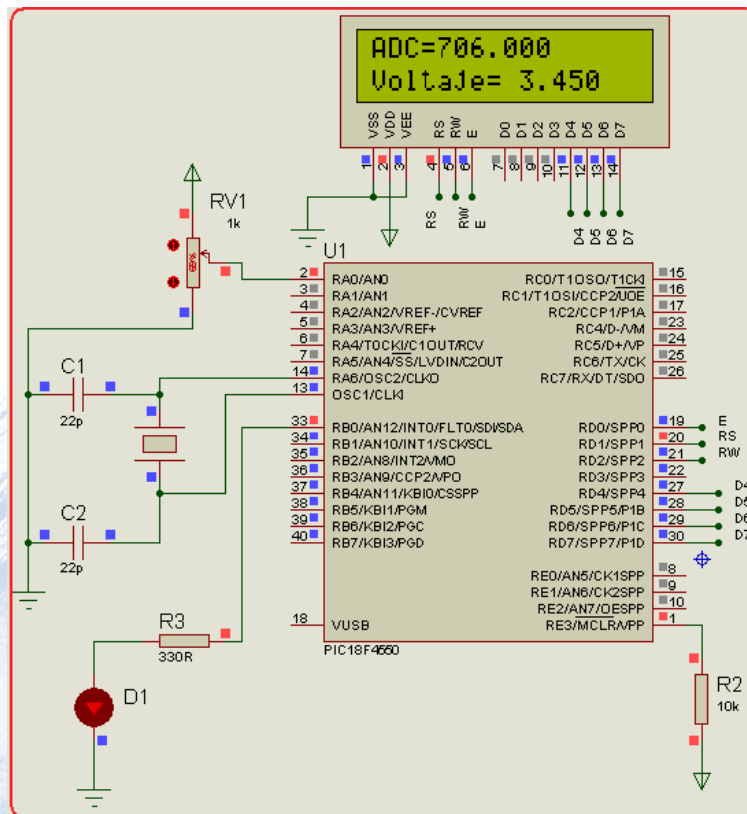 ADC=706.000
Voltaje= 3.450
VSS VDD VEE RS RW E D0 D1 D2 D3 D4 D5 D6 D7
1 2 3 4 5 6 7 8 9 10 11 12 13 14
RS RW E D4 D5 D6 D7
RV1
1k
U1
2 RA0/AN0
3 RA1/AN1
4 RA2/AN2/VREF-/CVREF
5 RA3/AN3/VREF+
6 RA4/T0CKI/C1OUT/RCV
7 RA5/AN4/SS/LVDIN/C2OUT
14 RA6/OSC2/CLKO
13 OSC1/CLKI
33 RB0/AN12/INT0/FLT0/SDI/SDA
34 RB1/AN10/INT1/SCK/SCL
35 RB2/AN8/INT2/VMO
36 RB3/AN9/CCP2/VPO
37 RB4/AN11/KBI0/CSSPP
38 RB5/KBI1/PGM
39 RB6/KBI2/PGC
40 RB7/KBI3/PGD
18 VUSB
RC0/T1OSO/T1CKI 15
RC1/T1OSI/CCP2/UOE 16
RC2/CCP1/P1A 17
RC4/D-/VM 23
RC5/D+/VP 24
RC6/TX/CK 25
RC7/RX/DT/SDO 26
RD0/SPP0 19 E
RD1/SPP1 20 RS
RD2/SPP2 21 RW
RD3/SPP3 22
RD4/SPP4 27 D4
RD5/SPP5/P1B 28 D5
RD6/SPP6/P1C 29 D6
RD7/SPP7/P1D 30 D7
RE0/AN5/CK1SPP 8
RE1/AN6/CK2SPP 9
RE2/AN7/OESPP 10
RE3/MCLR/VPP 1
PIC18F4550
C1
22p
C2
22p
R3
330R
D1
R2
10k